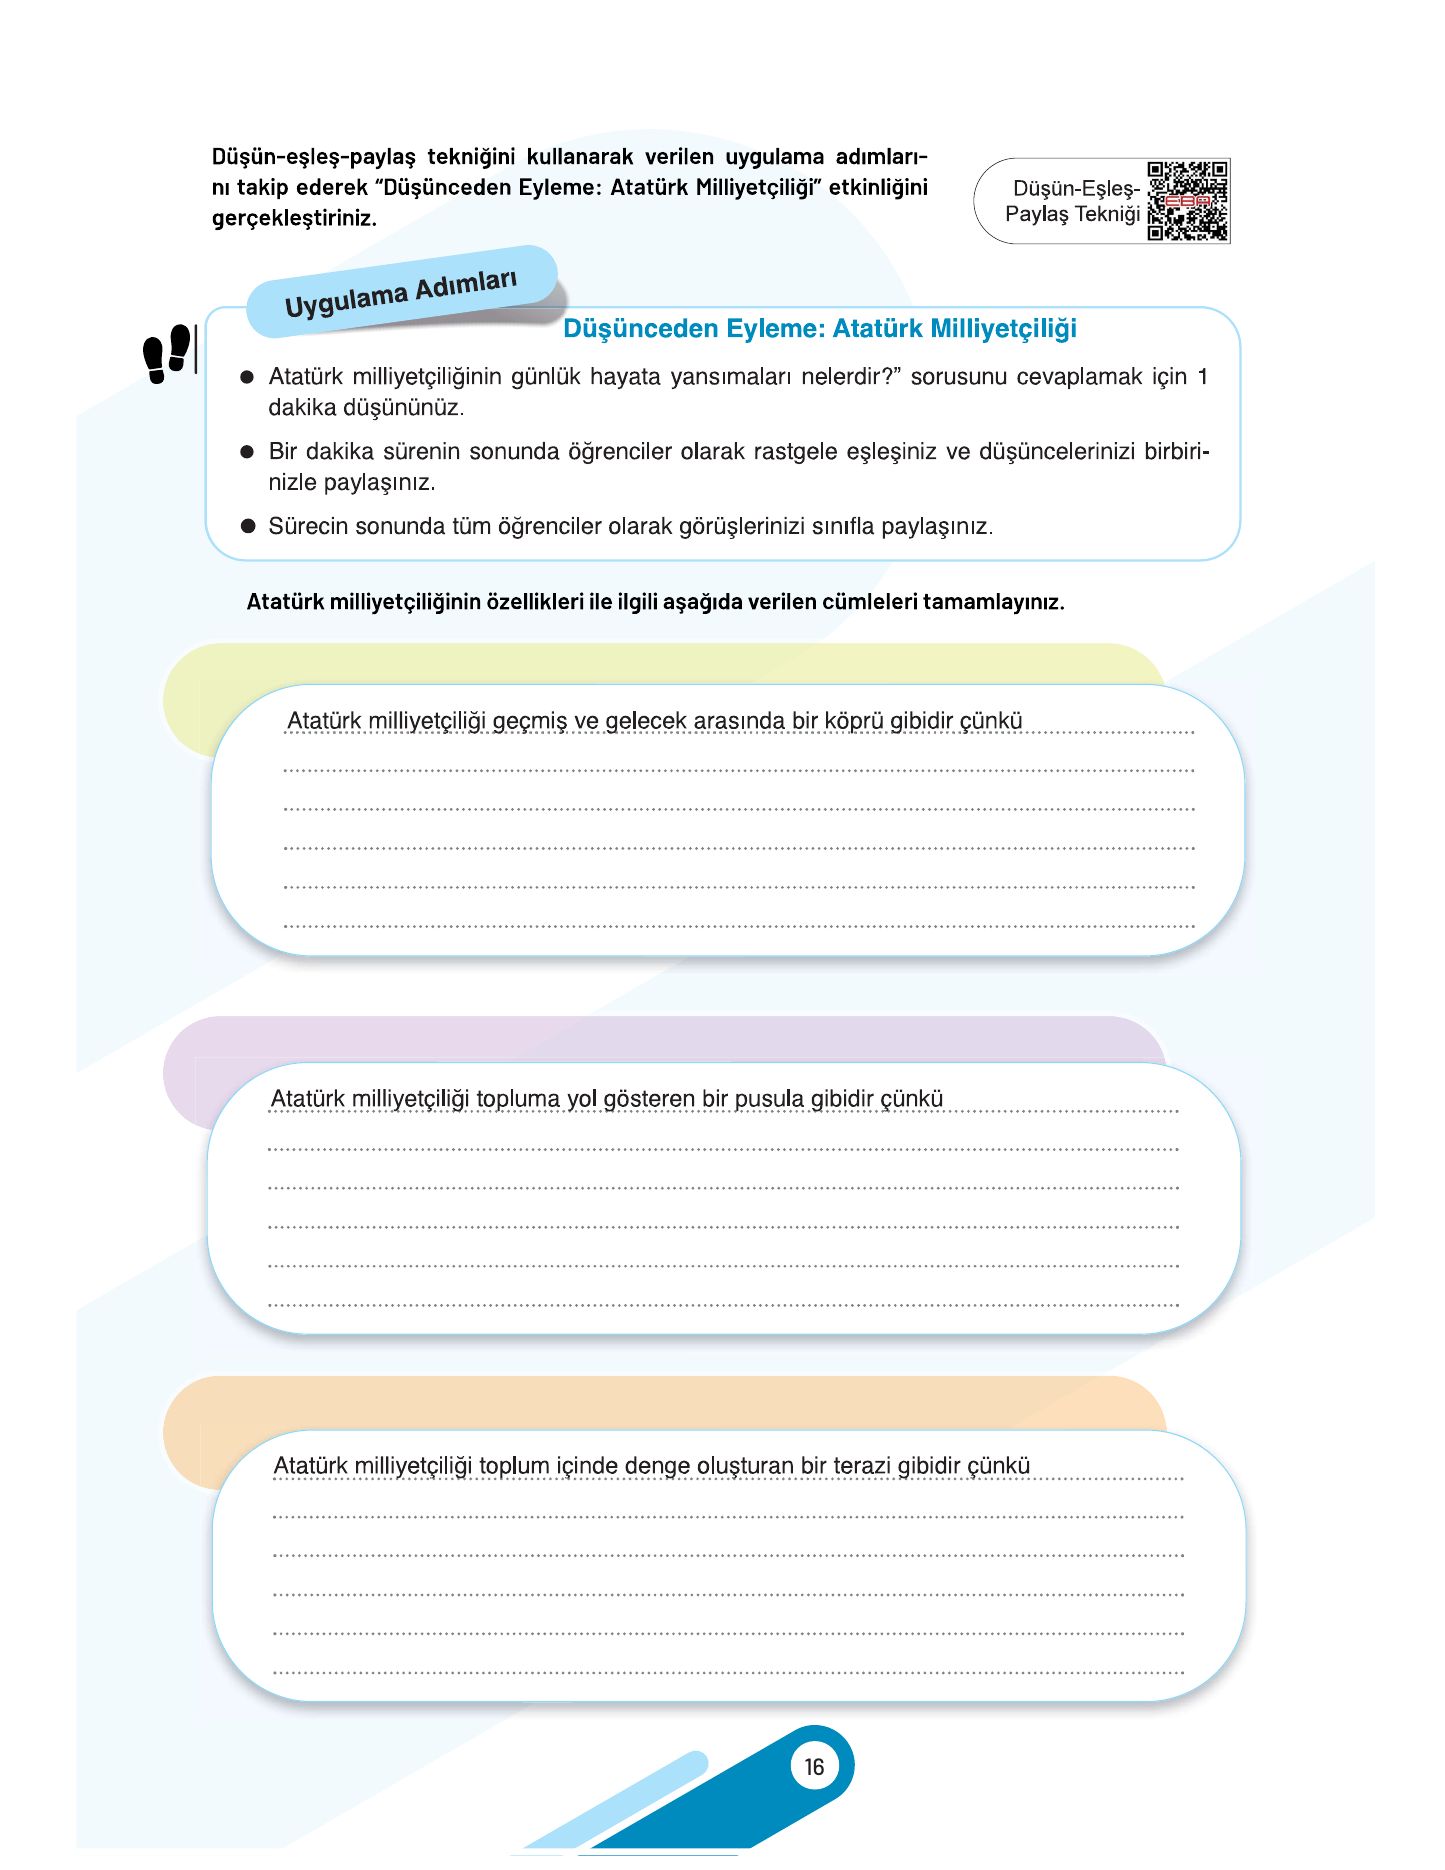 Düşün-eşleş-paylaş tekniğini kullanarak verilen uygulama adımları-
nı takip ederek “Düşünceden Eyleme: Atatürk Milliyetçiliği” etkinliğini
gerçekleştiriniz.
Düşün-Eşleş-
Paylaş Tekniği
EBA
Uygulama Adımları
Düşünceden Eyleme: Atatürk Milliyetçiliği
● Atatürk milliyetçiliğinin günlük hayata yansımaları nelerdir?” sorusunu cevaplamak için 1
dakika düşününüz.
● Bir dakika sürenin sonunda öğrenciler olarak rastgele eşleşiniz ve düşüncelerinizi birbiri-
nizle paylaşınız.
● Sürecin sonunda tüm öğrenciler olarak görüşlerinizi sınıfla paylaşınız.
Atatürk milliyetçiliğinin özellikleri ile ilgili aşağıda verilen cümleleri tamamlayınız.
Atatürk milliyetçiliği geçmiş ve gelecek arasında bir köprü gibidir çünkü
Atatürk milliyetçiliği topluma yol gösteren bir pusula gibidir çünkü
Atatürk milliyetçiliği toplum içinde denge oluşturan bir terazi gibidir çünkü
16